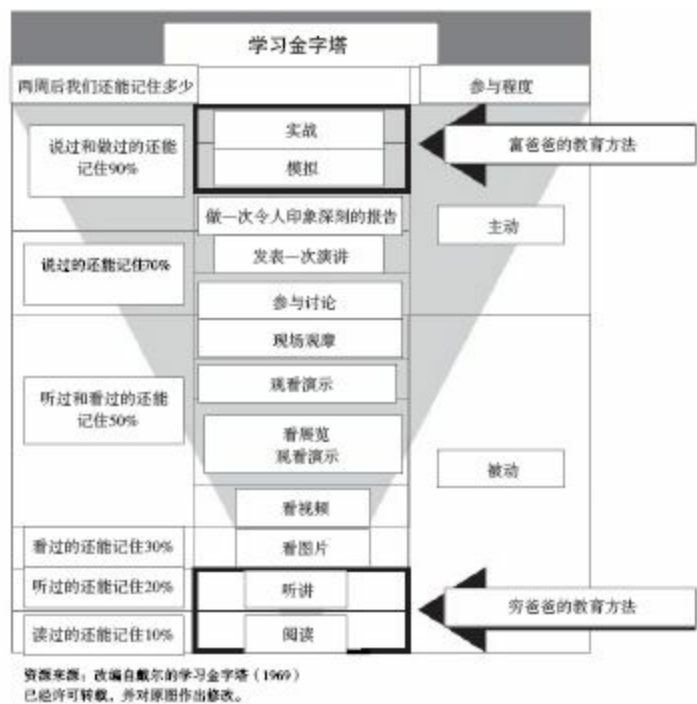 学习金字塔
两周后我们还能记住多少
参与程度
说过和做过的还能
记住90%
实战
模拟
富爸爸的教育方法
做一次令人印象深刻的报告
主动
说过的还能记住70%
发表一次演讲
参与讨论
现场观摩
听过和看过的还能
记住50%
观看演示
看展览
观看演示
被动
看视频
看过的还能记住30%
看图片
听过的还能记住20%
听讲
穷爸爸的教育方法
读过的还能记住10%
阅读
资源来源：改编自戴尔的学习金字塔（1969）
已经许可转载，并对原图作出修改。